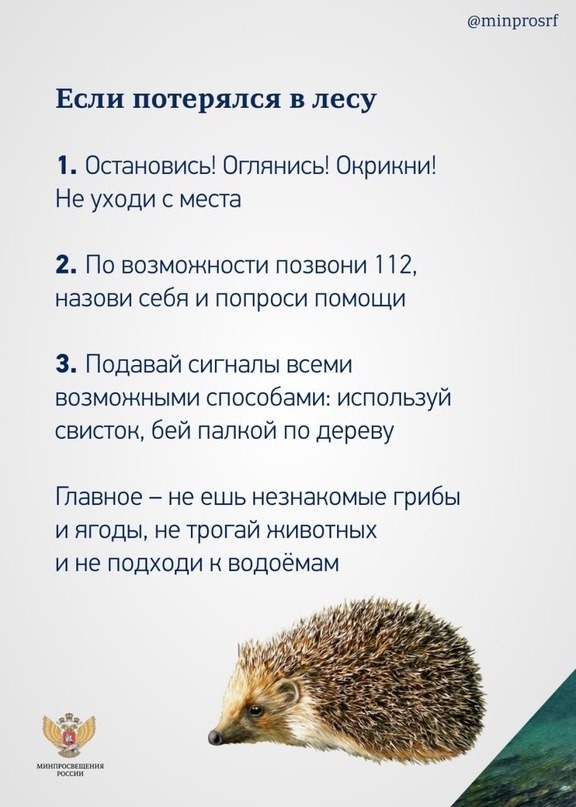 @minprosrf
Если потерялся в лесу
1. Остановись! Оглянись! Окрикни!
Не уходи с места
2. По возможности позвони 112,
назови себя и попроси помощи
3. Подавай сигналы всеми
возможными способами: используй
свисток, бей палкой по дереву
Главное – не ешь незнакомые грибы
и ягоды, не трогай животных
и не подходи к водоёмам
МИНПРОСВЕЩЕНИЯ
РОССИИ